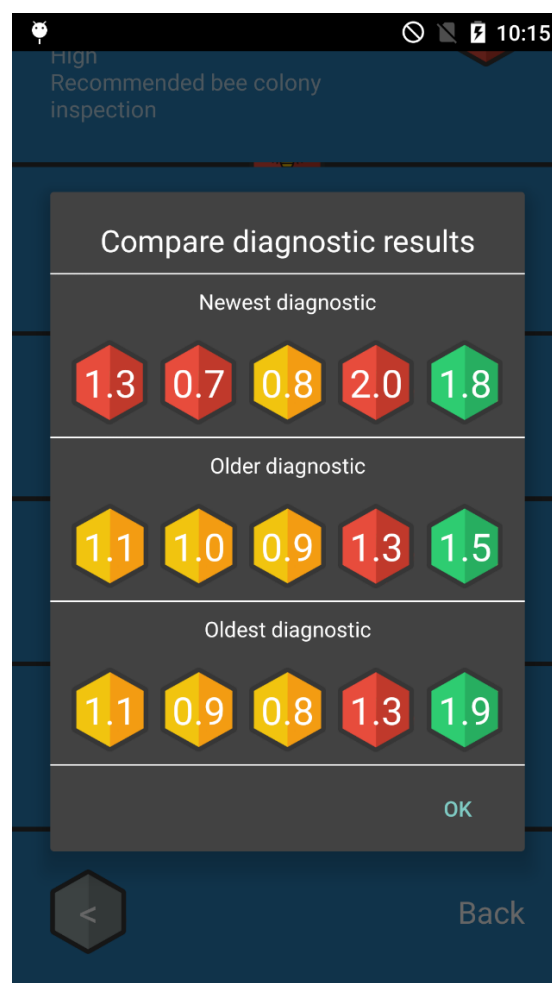 10:15
High
Recommended bee colony
inspection
Compare diagnostic results
Newest diagnostic
1.3 0.7 0.8 2.0 1.8
Older diagnostic
1.1 1.0 0.9 1.3 1.5
Oldest diagnostic
1.1 0.9 0.8 1.3 1.9
OK
< Back